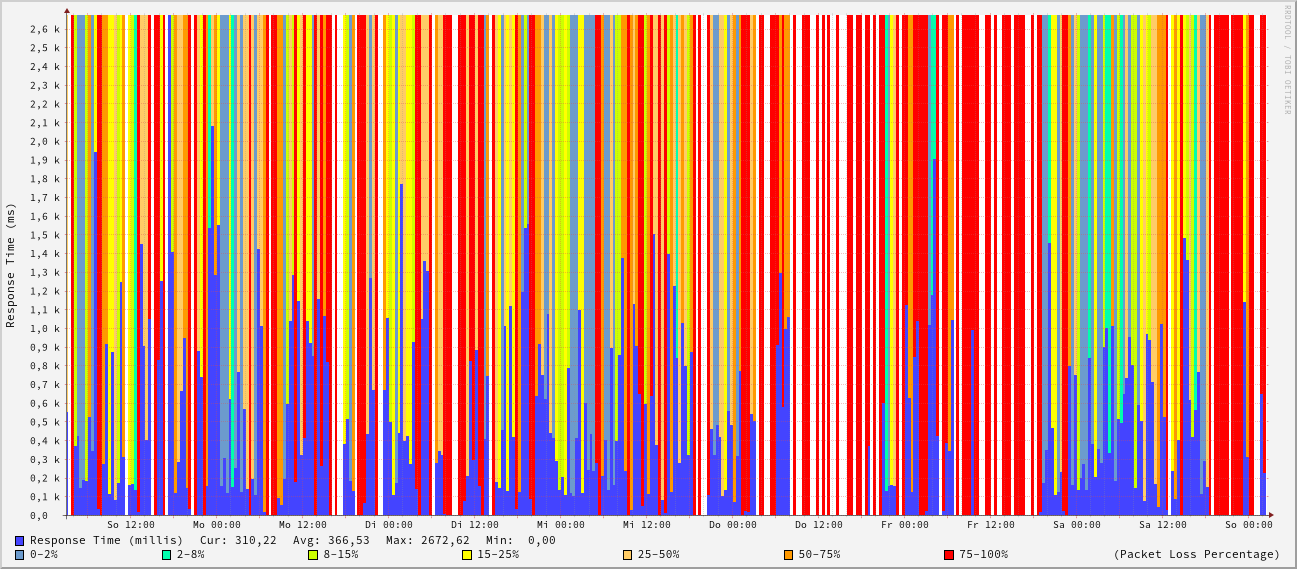 RRDTOOL / TOBI OETIKER
Response Time (ms)
2,6 k
2,5 k
2,4 k
2,3 k
2,2 k
2,1 k
2,0 k
1,9 k
1,8 k
1,7 k
1,6 k
1,5 k
1,4 k
1,3 k
1,2 k
1,1 k
1,0 k
0,9 k
0,8 k
0,7 k
0,6 k
0,5 k
0,4 k
0,3 k
0,2 k
0,1 k
0,0
So 12:00 Mo 00:00 Mo 12:00 Di 00:00 Di 12:00 Mi 00:00 Mi 12:00 Do 00:00 Do 12:00 Fr 00:00 Fr 12:00 Sa 00:00 Sa 12:00 So 00:00
Response Time (millis) Cur: 310,22 Avg: 366,53 Max: 2672,62 Min: 0,00
0-2% 2-8% 8-15% 15-25% 25-50% 50-75% 75-100% (Packet Loss Percentage)